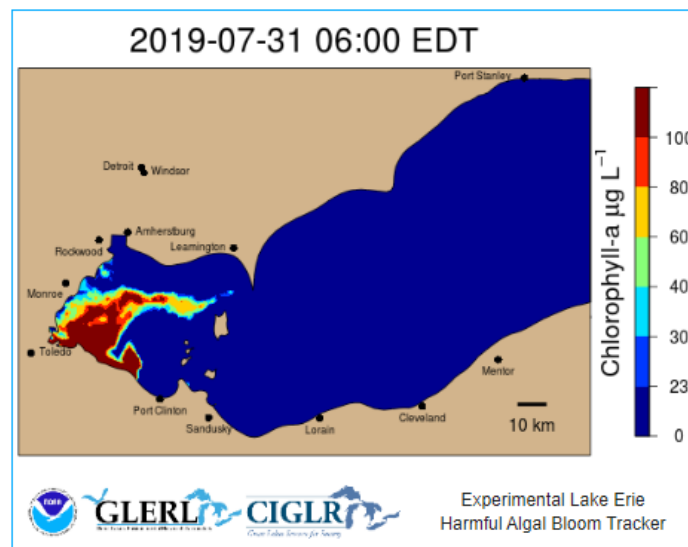 2019-07-31 06:00 EDT
Port Stanley
Detroit
Windsor
Amherstburg
Rockwood
Leamington
Monroe
Toledo
Port Clinton
Sandusky
Lorain
Cleveland
Mentor
10 km
Chlorophyll-a µg L⁻¹
100
80
60
40
30
23
0
NOAA
GLERL
CIGLR
Experimental Lake Erie
Harmful Algal Bloom Tracker